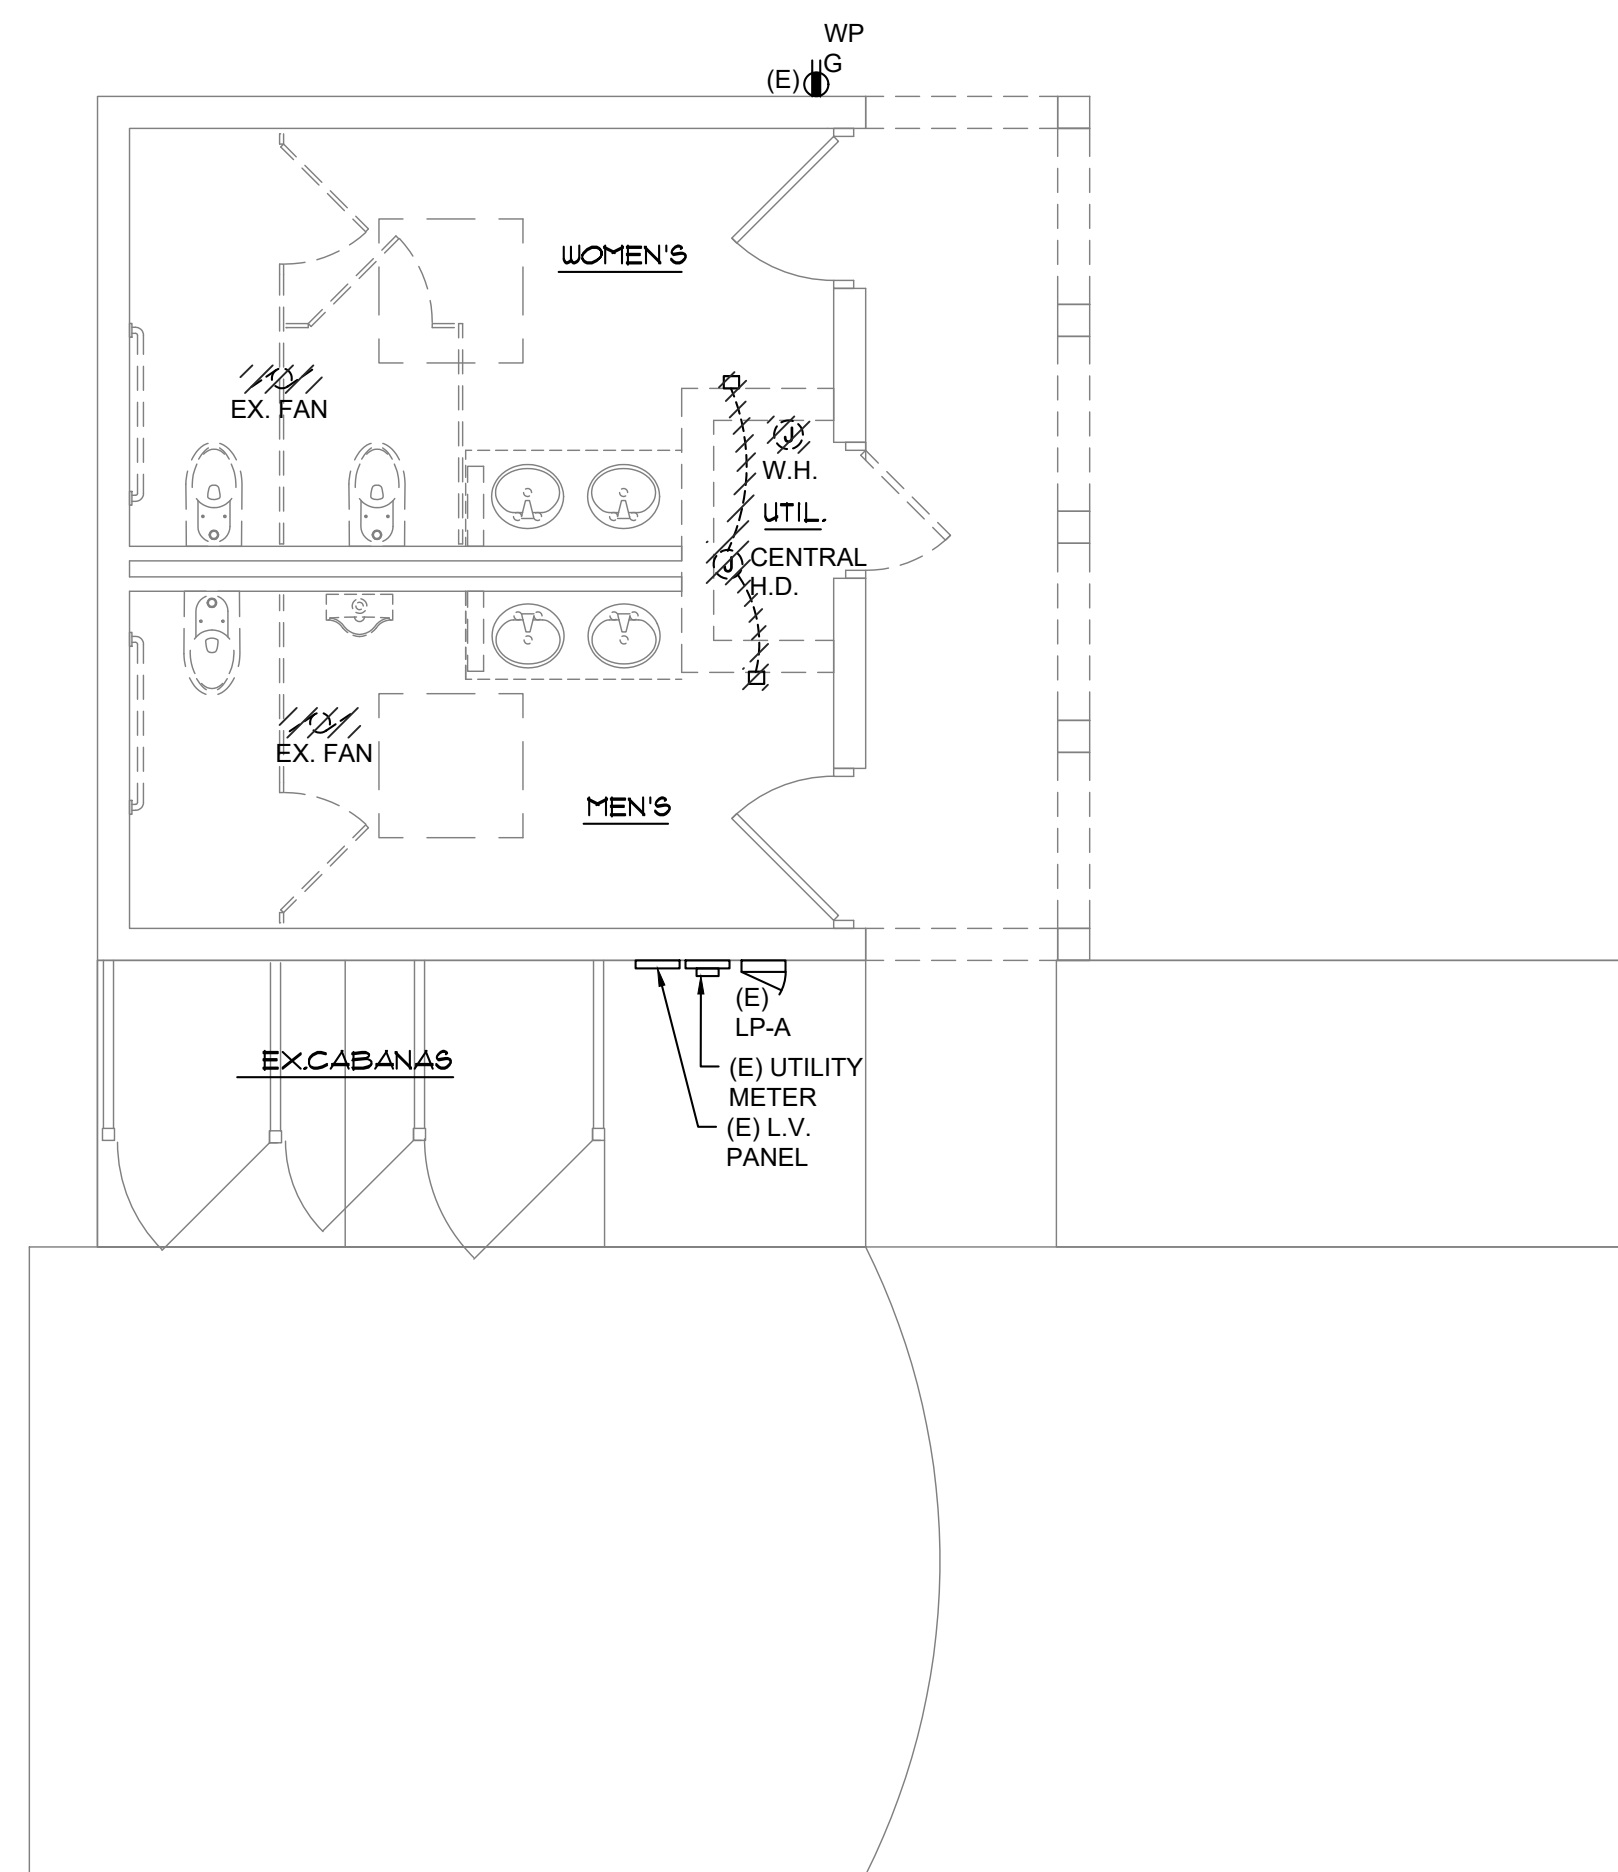 WP
G
(E)
WOMEN'S
EX. FAN
J
W.H.
UTIL.
J
CENTRAL
H.D.
EX. FAN
MEN'S
(E)
LP-A
EX.CABANAS
(E) UTILITY
METER
(E) L.V.
PANEL